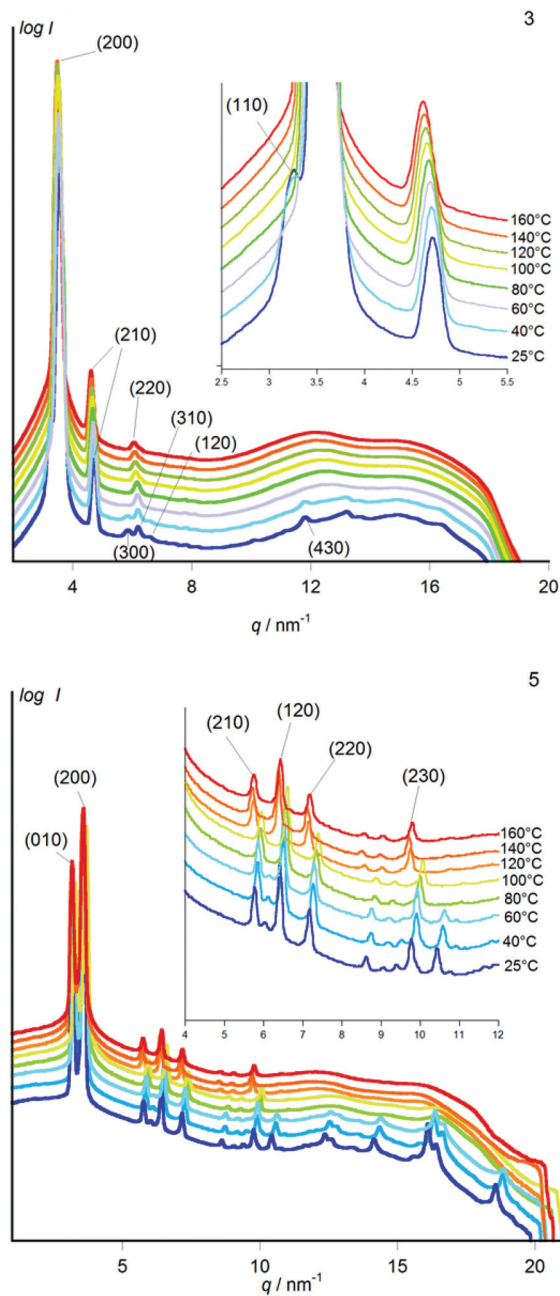 log I
3
(200)
(110)
160°C
140°C
120°C
100°C
80°C
60°C
40°C
25°C
2.5 3 3.5 4 4.5 5 5.5
(210)
(220)
(310)
(120)
(300)
(430)
4 8 12 16 20
q / nm-1
log I
5
(200)
(010)
(210)
(120)
(220)
(230)
160°C
140°C
120°C
100°C
80°C
60°C
40°C
25°C
4 5 6 7 8 9 10 11 12
5 10 15 20
q / nm-1